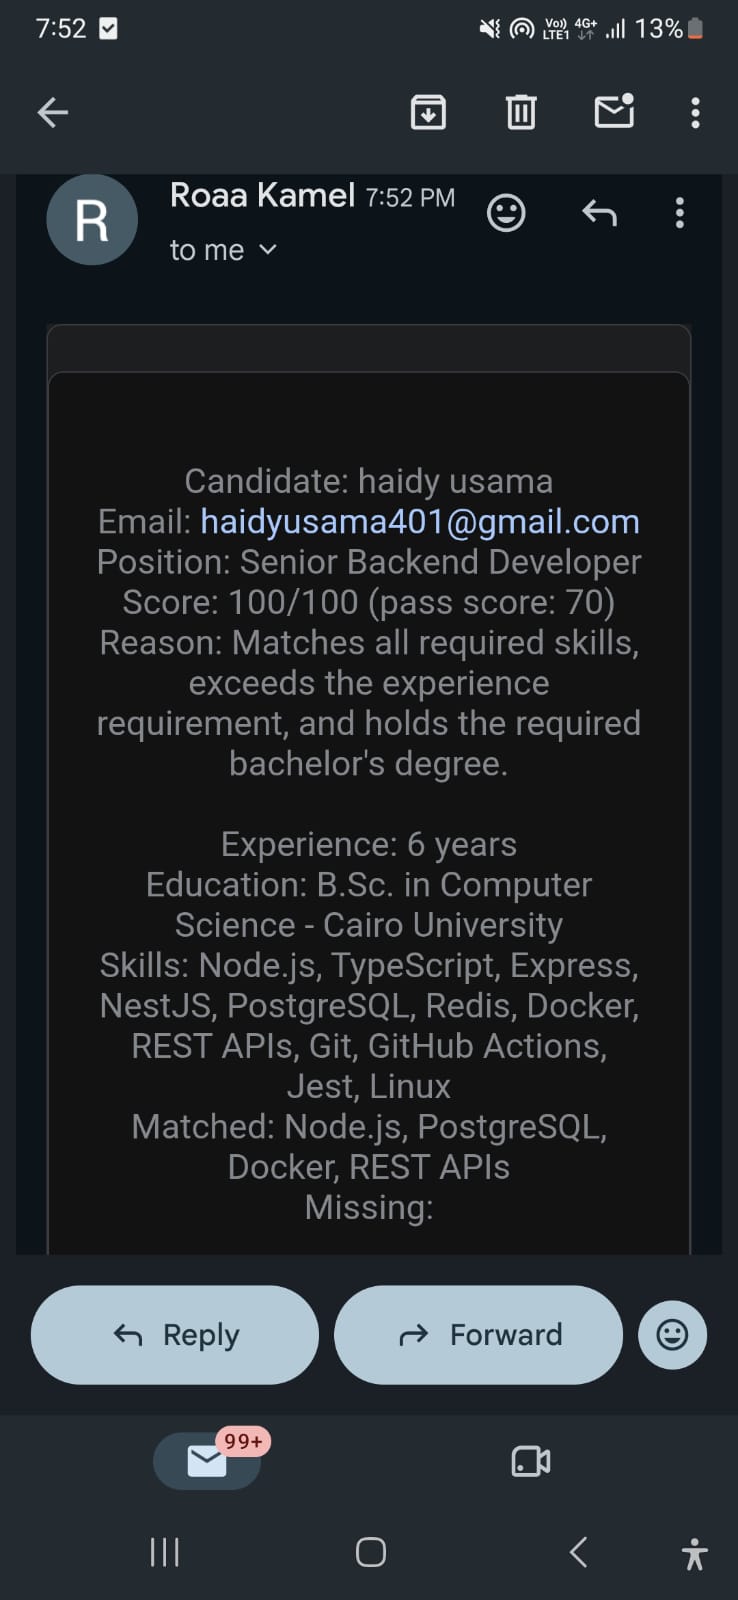 7:52
Vo)) 4G+ 13%
LTE1
R
Roaa Kamel 7:52 PM
to me
Candidate: haidy usama
Email: haidyusama401@gmail.com
Position: Senior Backend Developer
Score: 100/100 (pass score: 70)
Reason: Matches all required skills,
exceeds the experience
requirement, and holds the required
bachelor's degree.
Experience: 6 years
Education: B.Sc. in Computer
Science - Cairo University
Skills: Node.js, TypeScript, Express,
NestJS, PostgreSQL, Redis, Docker,
REST APIs, Git, GitHub Actions,
Jest, Linux
Matched: Node.js, PostgreSQL,
Docker, REST APIs
Missing:
Reply
Forward
99+